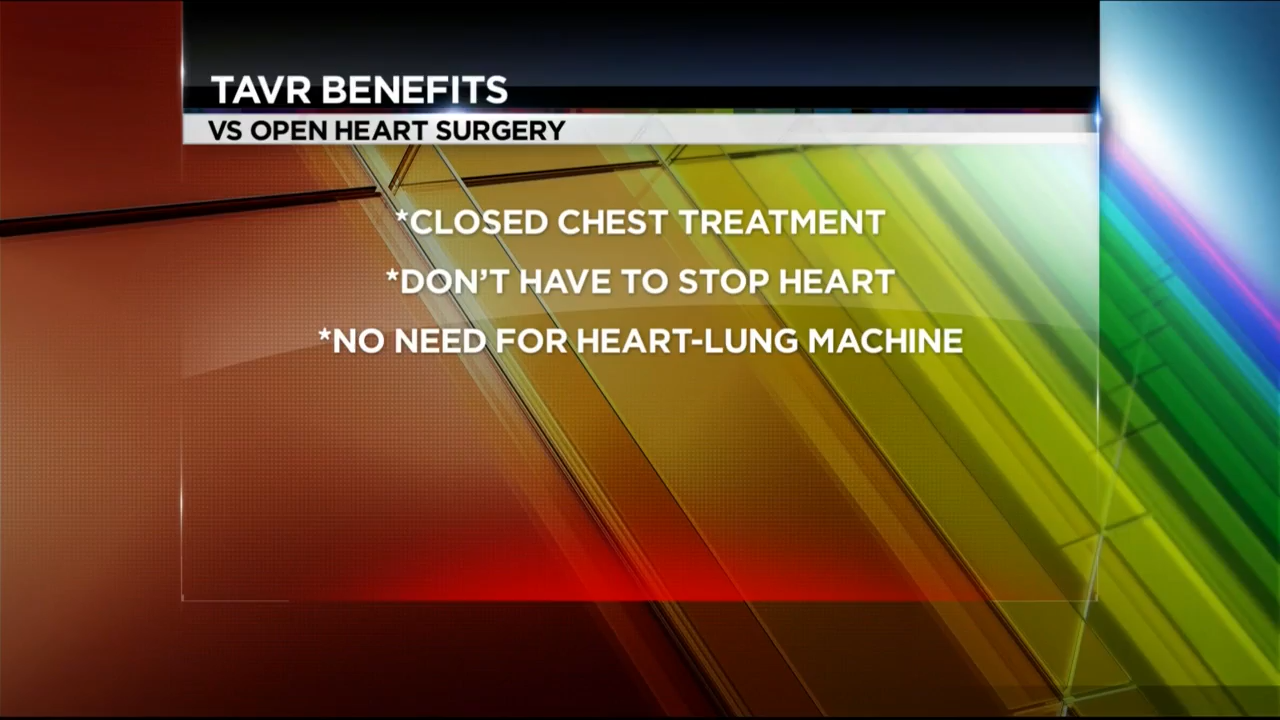 TAVR BENEFITS
VS OPEN HEART SURGERY
*CLOSED CHEST TREATMENT
*DON’T HAVE TO STOP HEART
*NO NEED FOR HEART-LUNG MACHINE